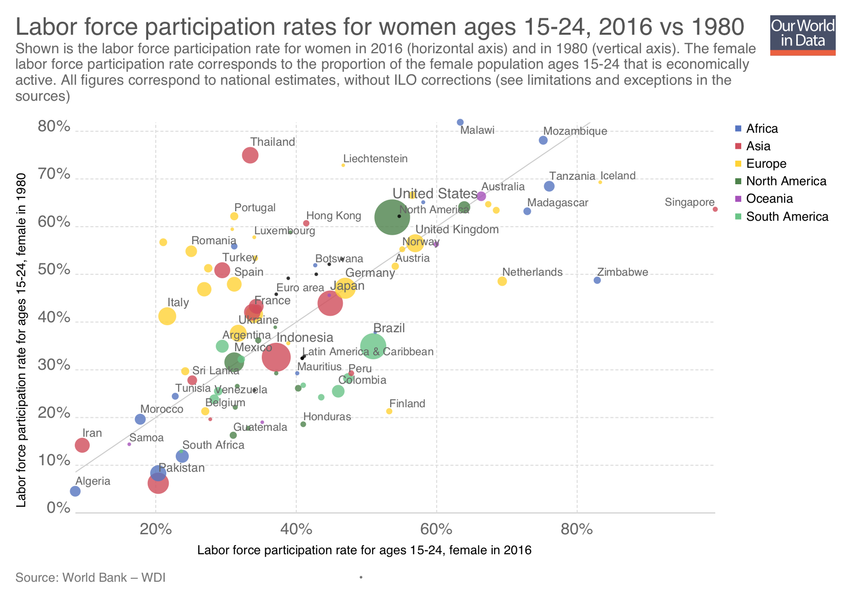 Labor force participation rates for women ages 15-24, 2016 vs 1980
Our World
in Data
Shown is the labor force participation rate for women in 2016 (horizontal axis) and in 1980 (vertical axis). The female
labor force participation rate corresponds to the proportion of the female population ages 15-24 that is economically
active. All figures correspond to national estimates, without ILO corrections (see limitations and exceptions in the
sources)
Labor force participation rate for ages 15-24, female in 1980
80%
70%
60%
50%
40%
30%
20%
10%
0%
Malawi
Mozambique
Thailand
Liechtenstein
Tanzania
Iceland
United States
Australia
Madagascar
Singapore
Portugal
Hong Kong
North America
Luxembourg
United Kingdom
Romania
Norway
Turkey
Botswana
Austria
Spain
Germany
Netherlands
Zimbabwe
Euro area
Japan
Italy
France
Ukraine
Brazil
Argentina
Indonesia
Mexico
Latin America & Caribbean
Sri Lanka
Mauritius
Peru
Colombia
Tunisia
Venezuela
Belgium
Finland
Morocco
Honduras
Guatemala
Iran
Samoa
South Africa
Pakistan
Algeria
20%
40%
60%
80%
Labor force participation rate for ages 15-24, female in 2016
Africa
Asia
Europe
North America
Oceania
South America
Source: World Bank – WDI